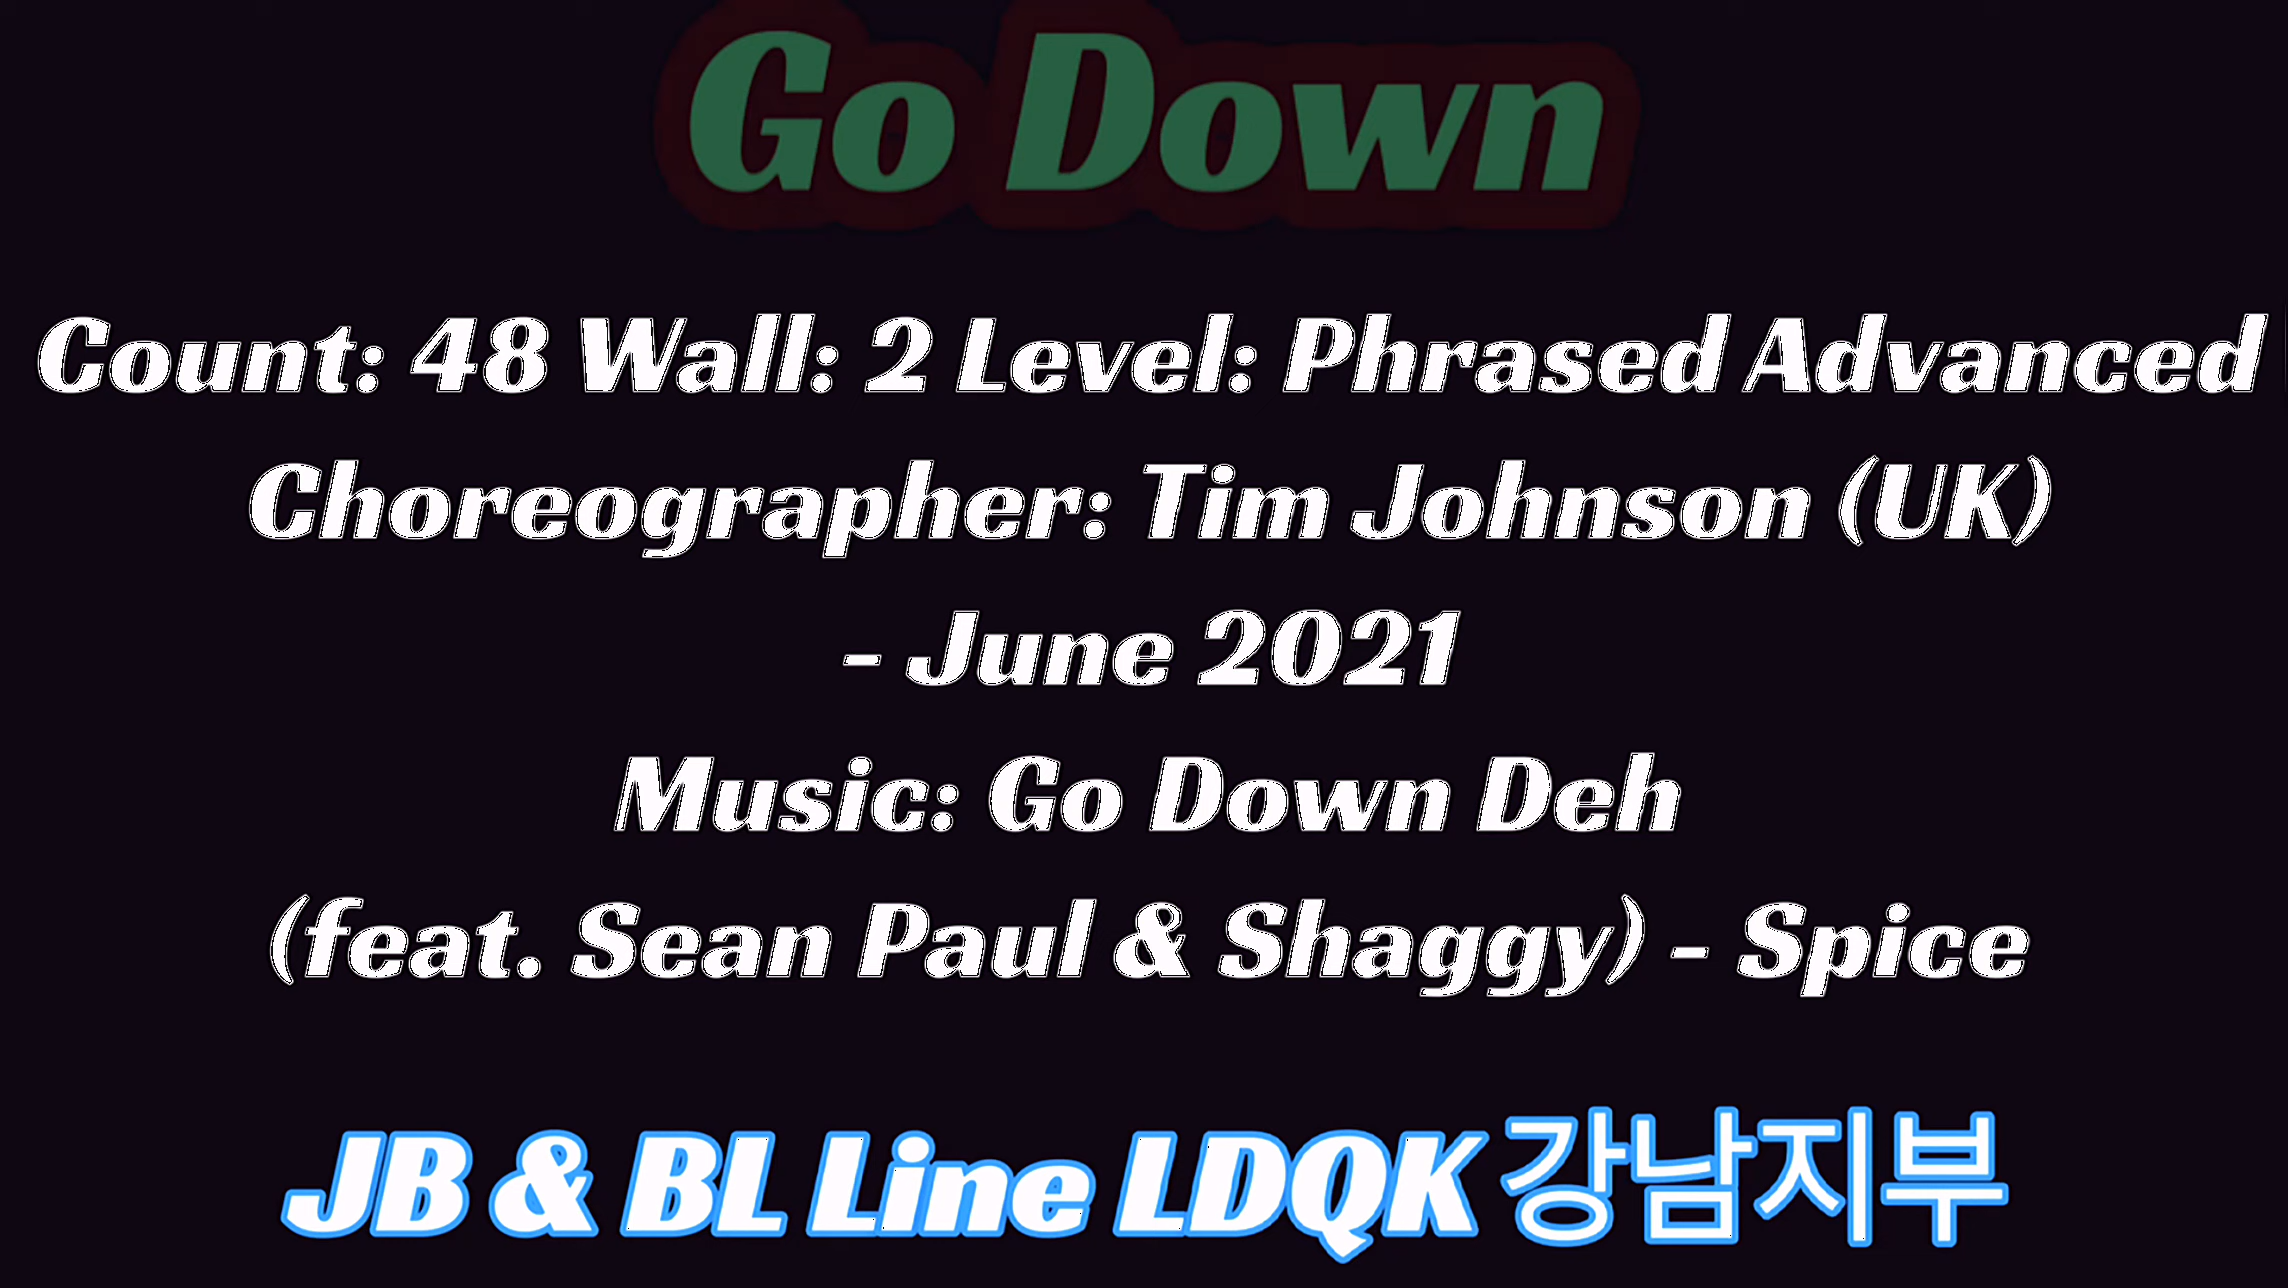 Go Down
Count: 48 Wall: 2 Level: Phrased Advanced
Choreographer: Tim Johnson (UK)
- June 2021
Music: Go Down Deh
(feat. Sean Paul & Shaggy) - Spice
JB & BL Line LDQK 강남지부